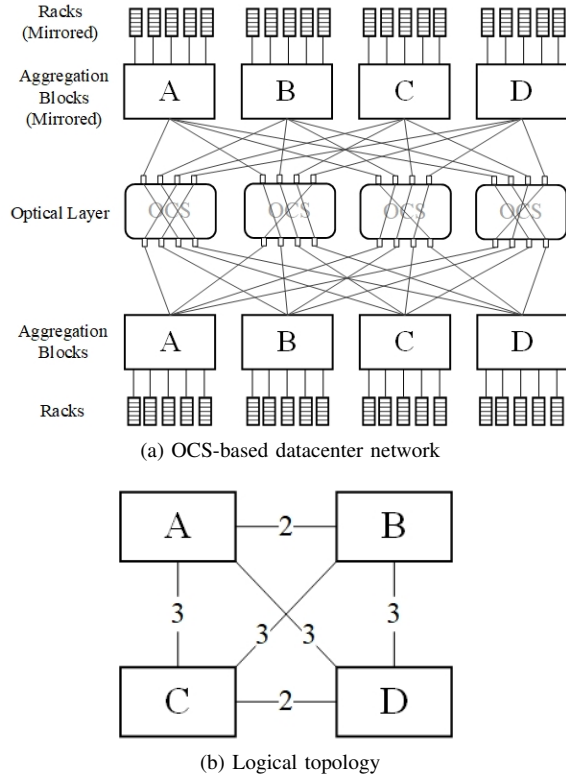 Racks
(Mirrored)
Aggregation
Blocks
(Mirrored)
A B C D
Optical Layer
OCS OCS OCS OCS
Aggregation
Blocks
A B C D
Racks
(a) OCS-based datacenter network
A 2 B
3 3 3 3
C 2 D
(b) Logical topology